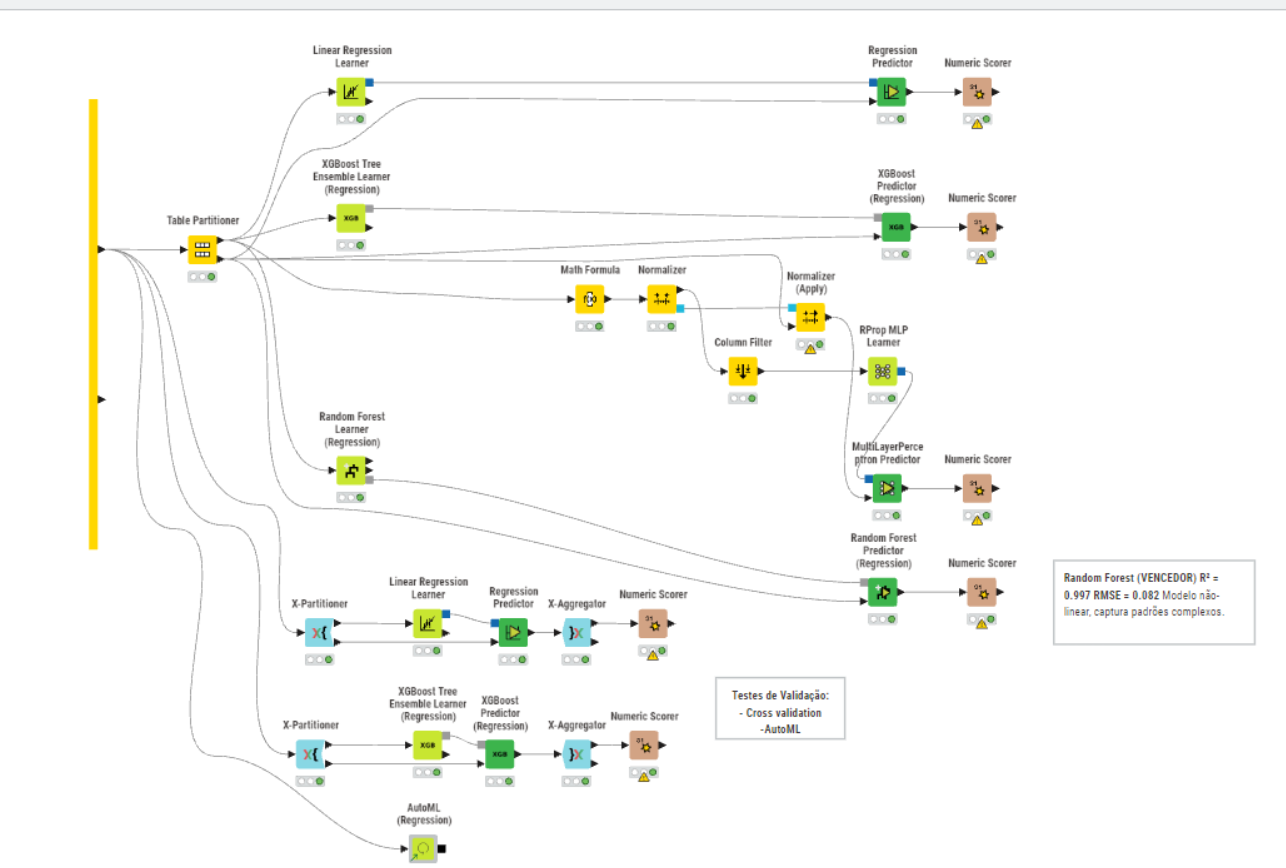 Linear Regression
Learner
Regression
Predictor
Numeric Scorer
XGBoost Tree
Ensemble Learner
(Regression)
XGB
XGBoost
Predictor
(Regression)
XGB
Numeric Scorer
Table Partitioner
Math Formula
Normalizer
Normalizer
(Apply)
Column Filter
RProp MLP
Learner
Random Forest
Learner
(Regression)
MultiLayerPerce
ptron Predictor
Numeric Scorer
Random Forest
Predictor
(Regression)
Numeric Scorer
Random Forest (VENCEDOR) R² =
0.997 RMSE = 0.082 Modelo não-
linear, captura padrões complexos.
X-Partitioner
Linear Regression
Learner
Regression
Predictor
X-Aggregator
Numeric Scorer
X-Partitioner
XGBoost Tree
Ensemble Learner
(Regression)
XGB
XGBoost
Predictor
(Regression)
XGB
X-Aggregator
Numeric Scorer
Testes de Validação:
- Cross validation
-AutoML
AutoML
(Regression)